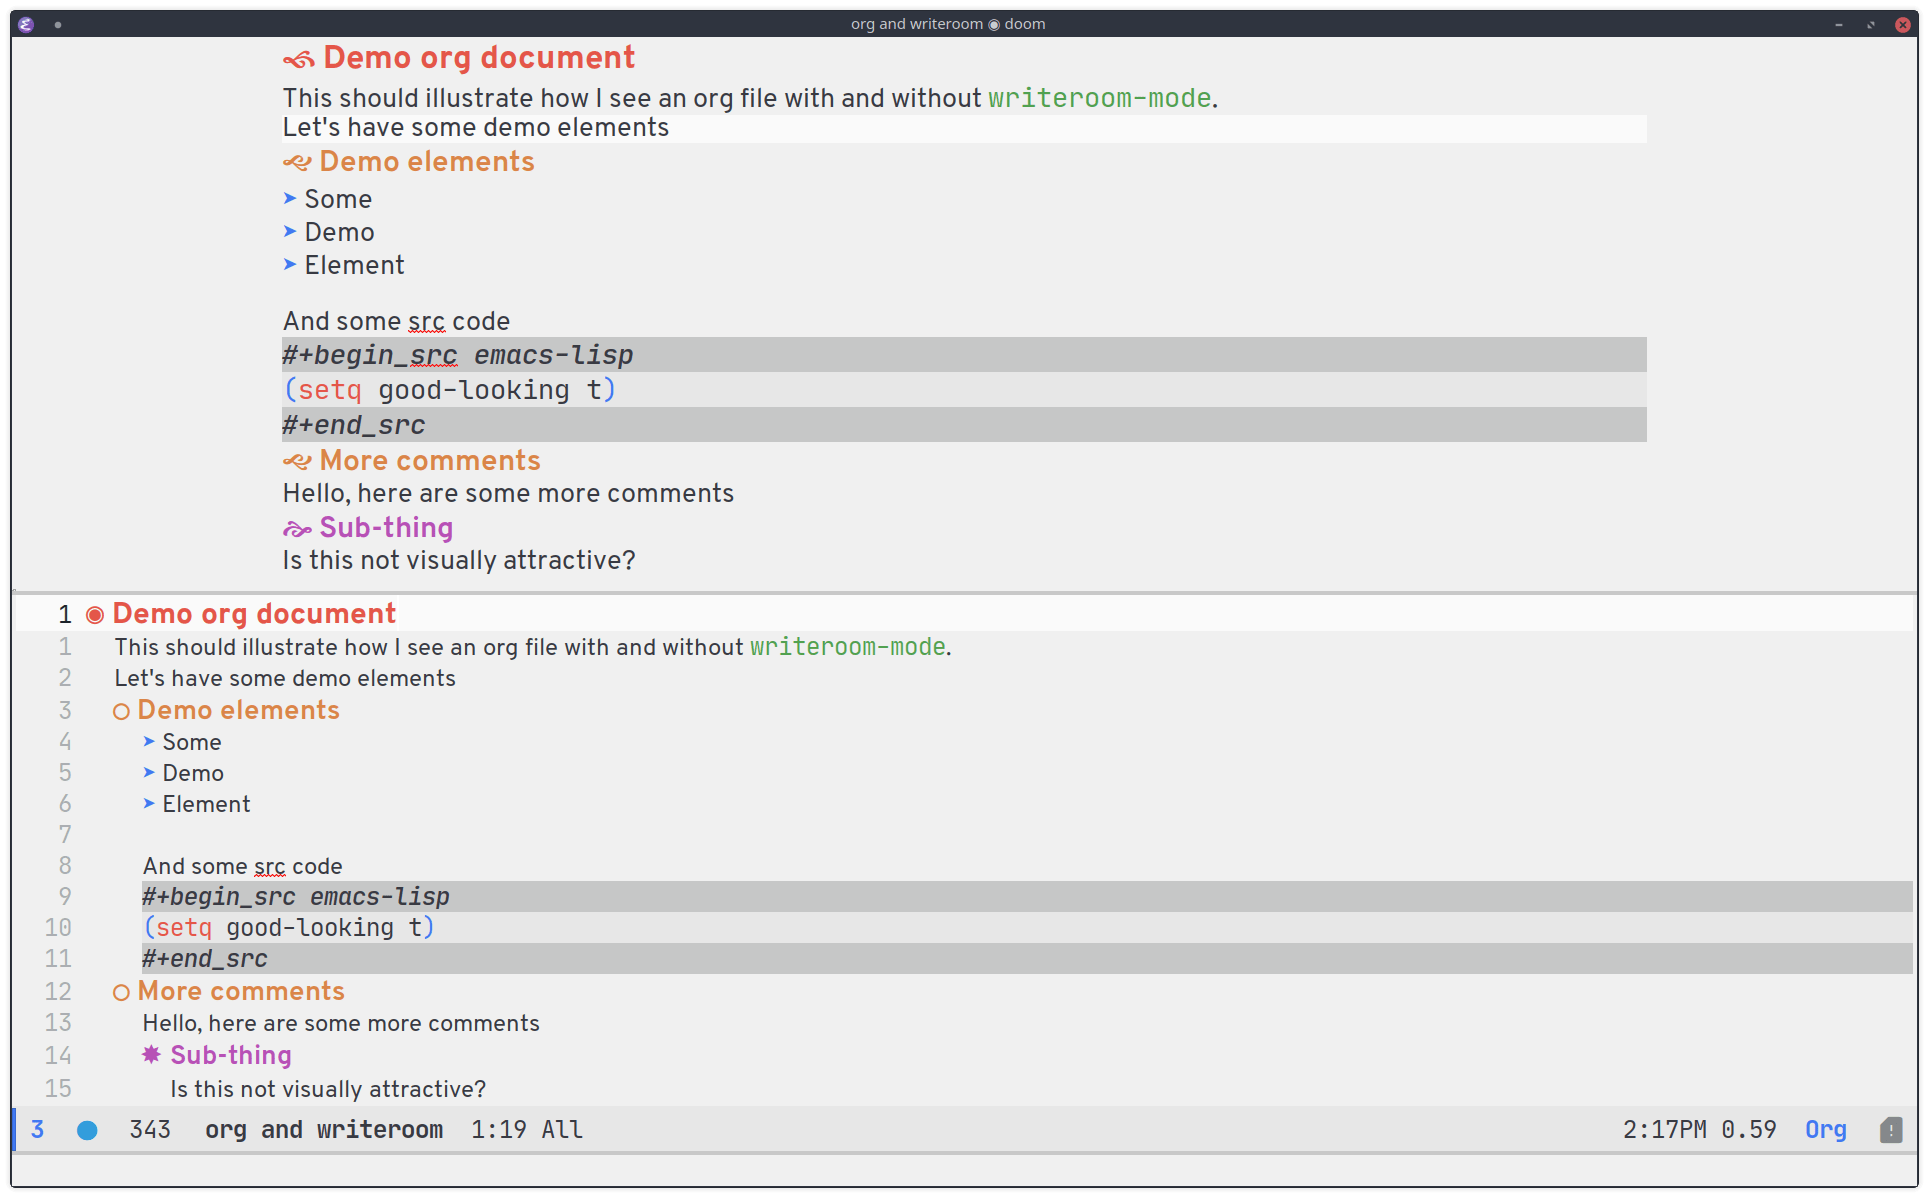 org and writeroom ◉ doom
Demo org document
This should illustrate how I see an org file with and without writeroom-mode.
Let's have some demo elements
Demo elements
➤ Some
➤ Demo
➤ Element
And some src code
#+begin_src emacs-lisp
(setq good-looking t)
#+end_src
More comments
Hello, here are some more comments
Sub-thing
Is this not visually attractive?
1 ◉ Demo org document
1 This should illustrate how I see an org file with and without writeroom-mode.
2 Let's have some demo elements
3 ○ Demo elements
4 ➤ Some
5 ➤ Demo
6 ➤ Element
7
8 And some src code
9 #+begin_src emacs-lisp
10 (setq good-looking t)
11 #+end_src
12 ○ More comments
13 Hello, here are some more comments
14 ✸ Sub-thing
15 Is this not visually attractive?
3 343 org and writeroom 1:19 All 2:17PM 0.59 Org !